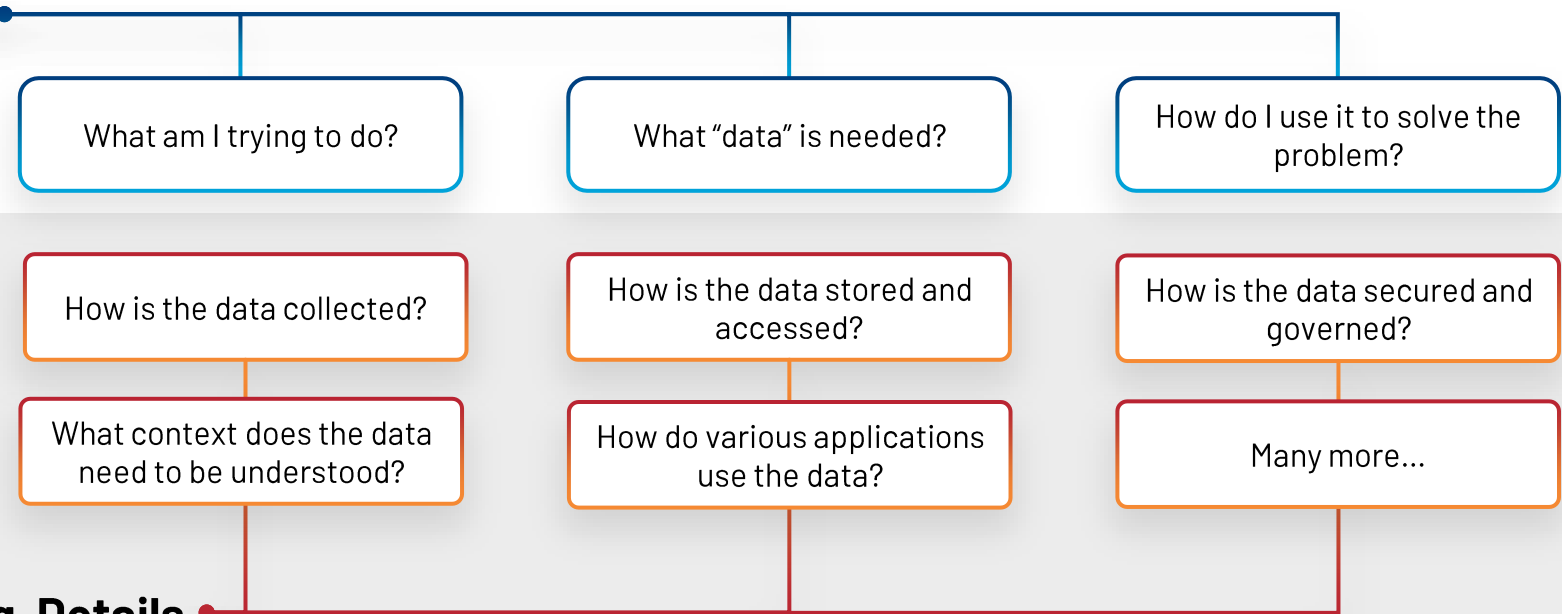 What am I trying to do?
What “data” is needed?
How do I use it to solve the
problem?
How is the data collected?
How is the data stored and
accessed?
How is the data secured and
governed?
What context does the data
need to be understood?
How do various applications
use the data?
Many more...
Details